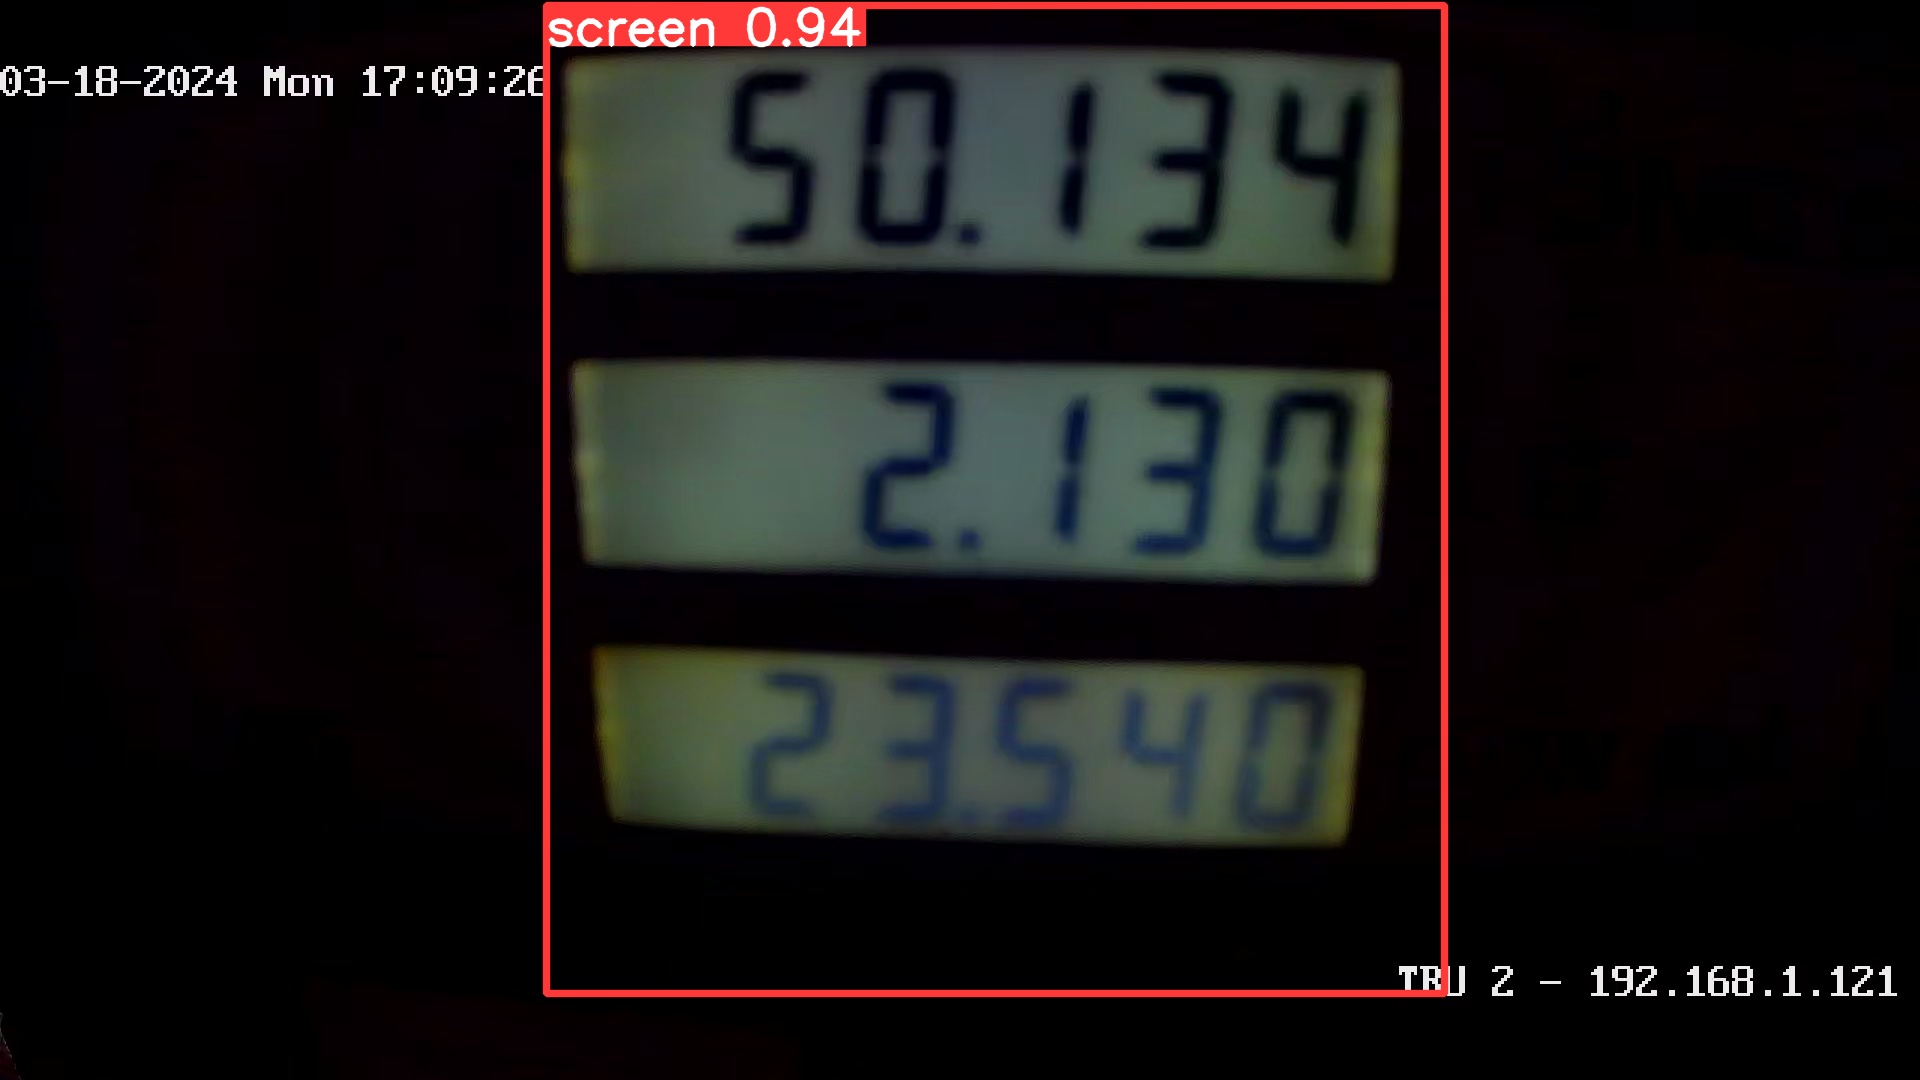 screen 0.94
03-18-2024 Mon 17:09:26
50.134
2.130
23.540
TRU 2 - 192.168.1.121